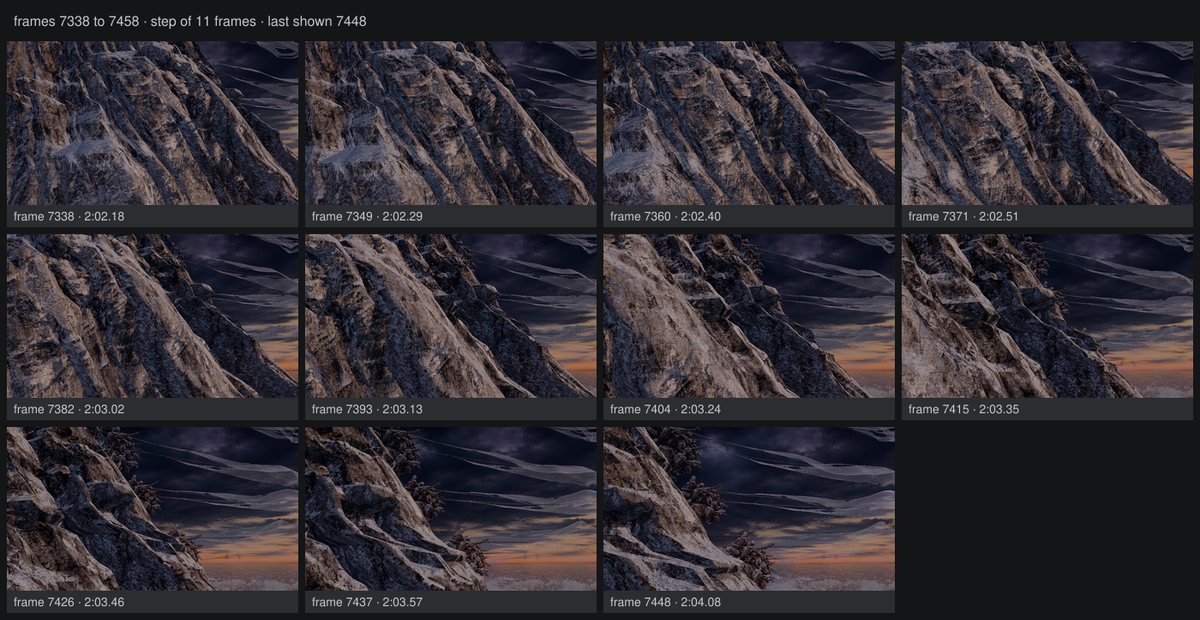 frames 7338 to 7458 · step of 11 frames · last shown 7448
frame 7338 · 2:02.18
frame 7349 · 2:02.29
frame 7360 · 2:02.40
frame 7371 · 2:02.51
frame 7382 · 2:03.02
frame 7393 · 2:03.13
frame 7404 · 2:03.24
frame 7415 · 2:03.35
frame 7426 · 2:03.46
frame 7437 · 2:03.57
frame 7448 · 2:04.08